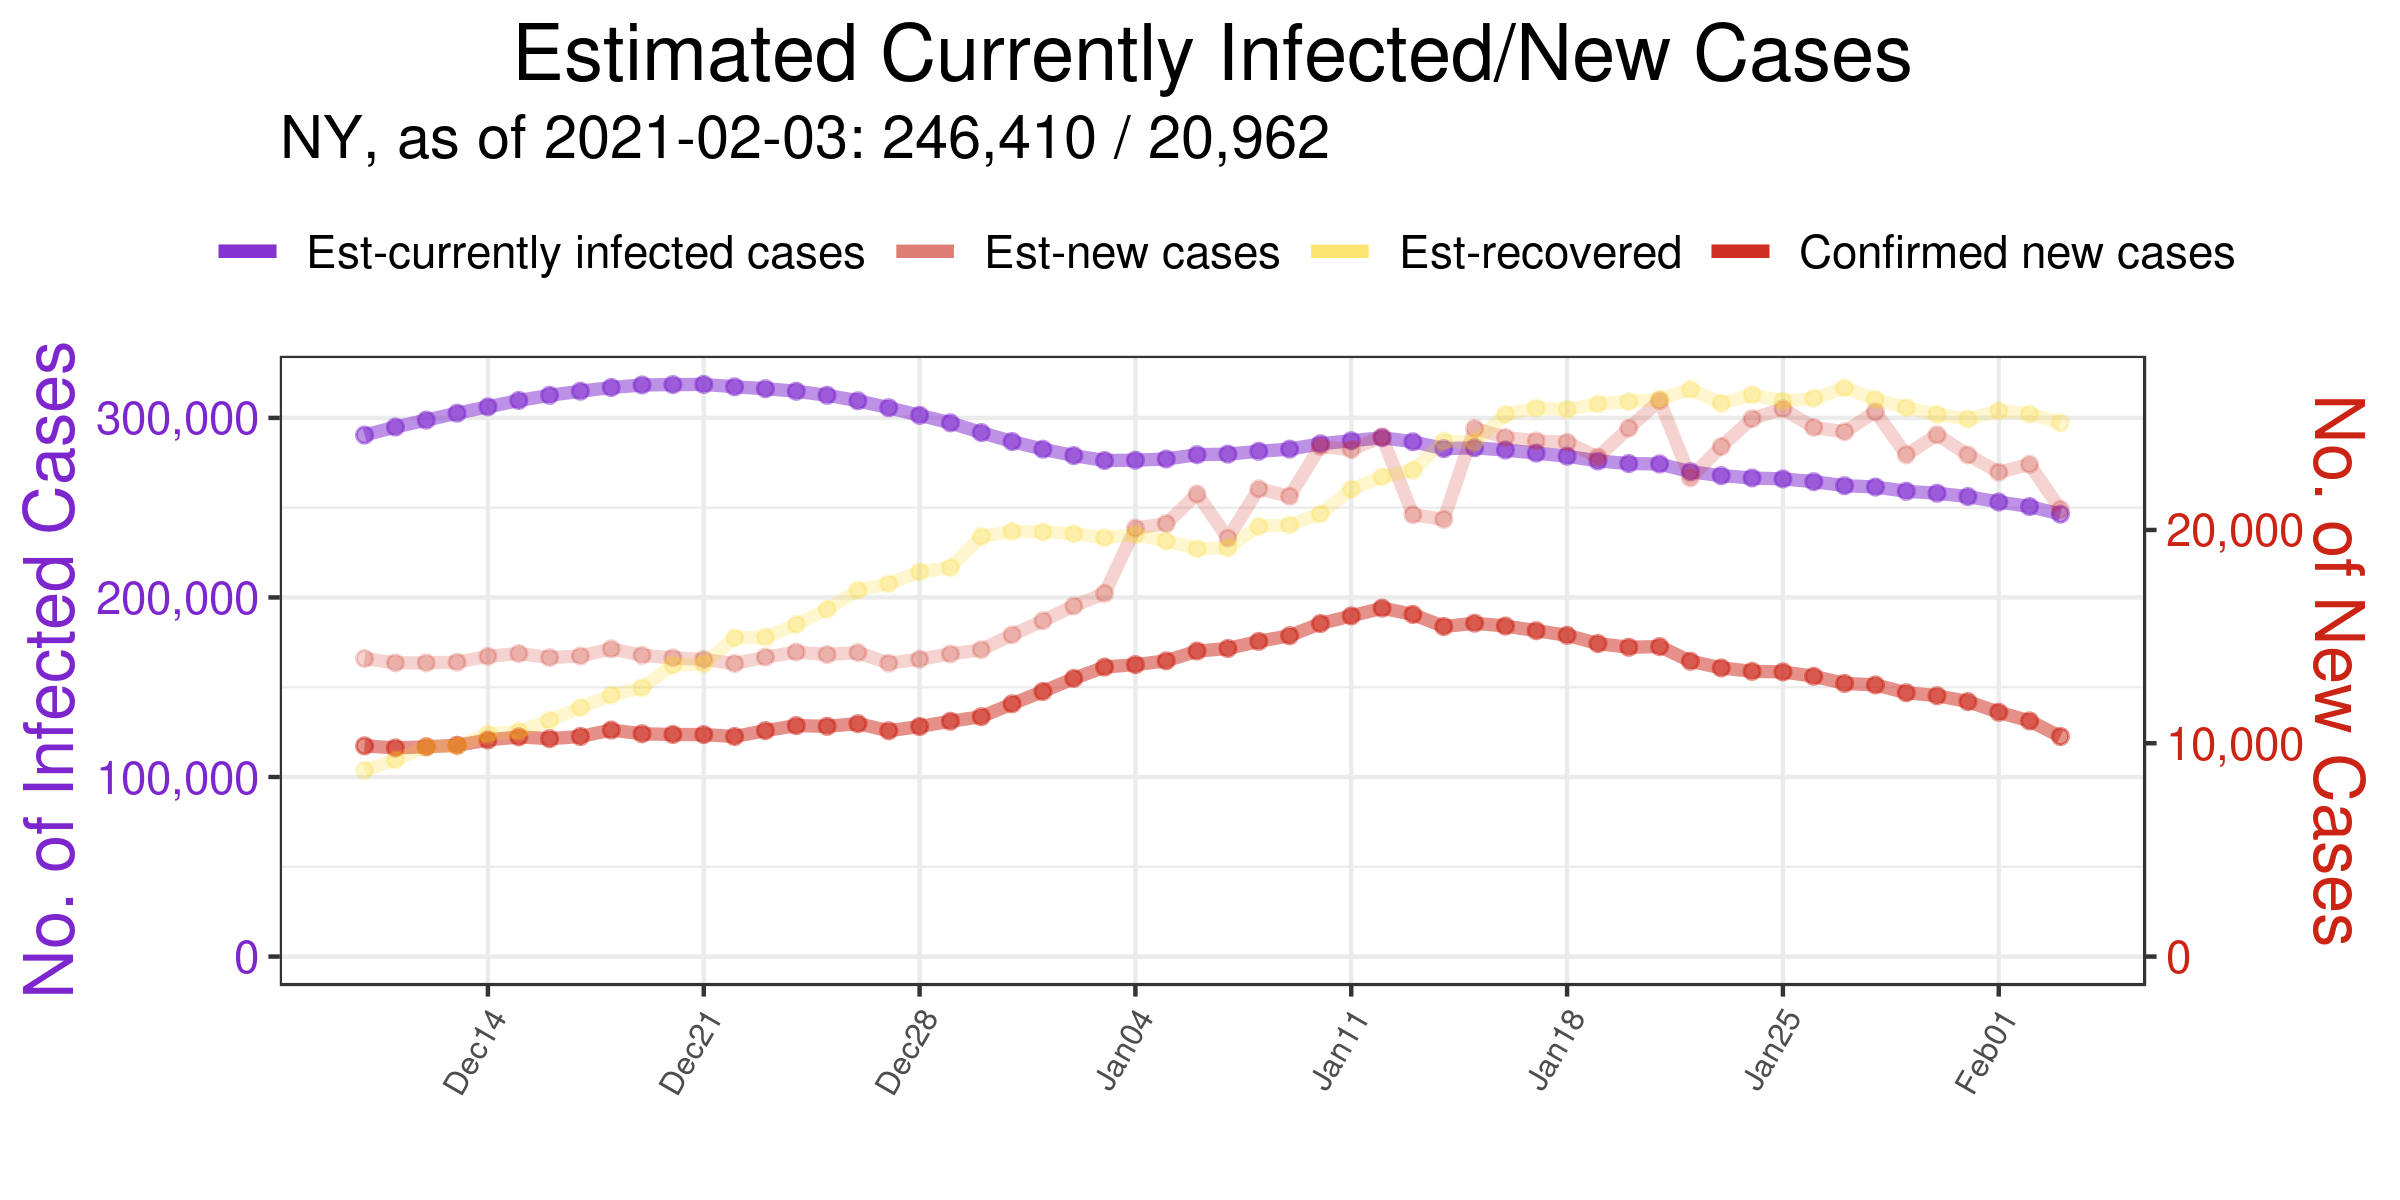 Estimated Currently Infected/New Cases
NY, as of 2021-02-03: 246,410 / 20,962
Est-currently infected cases Est-new cases Est-recovered Confirmed new cases
No. of Infected Cases
300,000
200,000
100,000
0
No. of New Cases
20,000
10,000
0
Dec14 Dec21 Dec28 Jan04 Jan11 Jan18 Jan25 Feb01